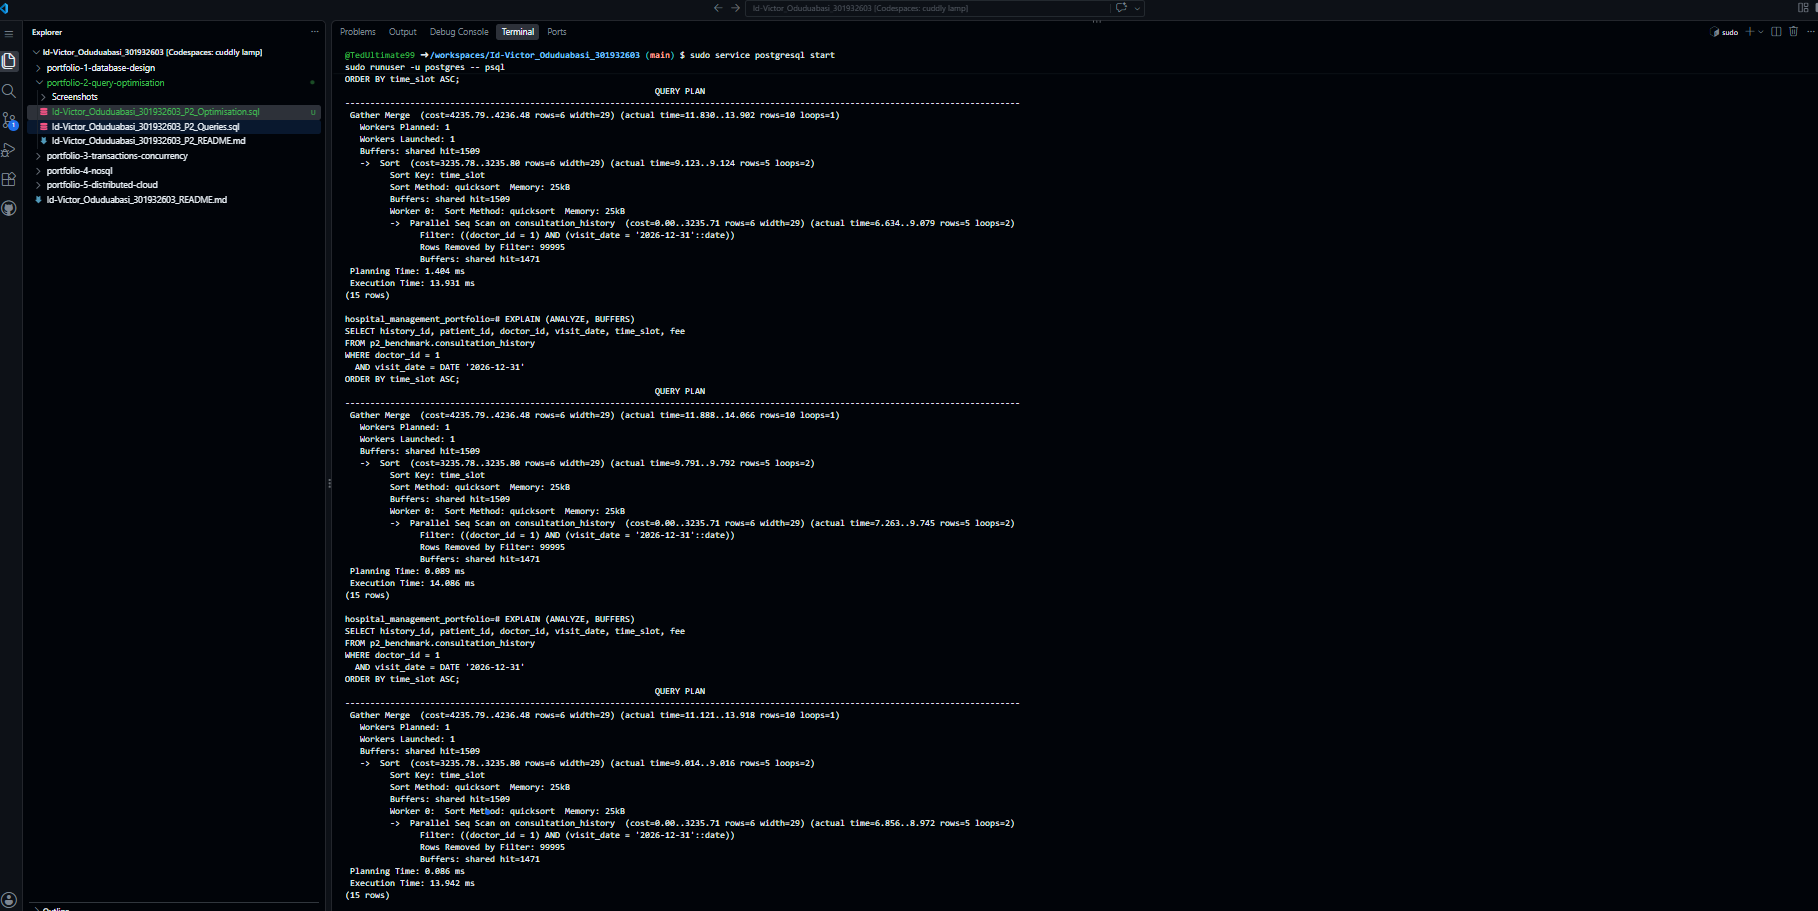 Id-Victor_Oduduabasi_301932603 [Codespaces: cuddly lamp]
Explorer
Id-Victor_Oduduabasi_301932603 [Codespaces: cuddly lamp]
portfolio-1-database-design
portfolio-2-query-optimisation
Screenshots
Id-Victor_Oduduabasi_301932603_P2_Optimisation.sql U
Id-Victor_Oduduabasi_301932603_P2_Queries.sql
Id-Victor_Oduduabasi_301932603_P2_README.md
portfolio-3-transactions-concurrency
portfolio-4-nosql
portfolio-5-distributed-cloud
Id-Victor_Oduduabasi_301932603_README.md
Problems Output Debug Console Terminal Ports
sudo
@TedUltimate99 ➜/workspaces/Id-Victor_Oduduabasi_301932603 (main) $ sudo service postgresql start
sudo runuser -u postgres -- psql
ORDER BY time_slot ASC;
QUERY PLAN
---------------------------------------------------------------------------------------------------------------------------------------
Gather Merge  (cost=4235.79..4236.48 rows=6 width=29) (actual time=11.830..13.902 rows=10 loops=1)
Workers Planned: 1
Workers Launched: 1
Buffers: shared hit=1509
->  Sort  (cost=3235.78..3235.80 rows=6 width=29) (actual time=9.123..9.124 rows=5 loops=2)
Sort Key: time_slot
Sort Method: quicksort  Memory: 25kB
Buffers: shared hit=1509
Worker 0:  Sort Method: quicksort  Memory: 25kB
->  Parallel Seq Scan on consultation_history  (cost=0.00..3235.71 rows=6 width=29) (actual time=6.634..9.079 rows=5 loops=2)
Filter: ((doctor_id = 1) AND (visit_date = '2026-12-31'::date))
Rows Removed by Filter: 99995
Buffers: shared hit=1471
Planning Time: 1.404 ms
Execution Time: 13.931 ms
(15 rows)
hospital_management_portfolio=# EXPLAIN (ANALYZE, BUFFERS)
SELECT history_id, patient_id, doctor_id, visit_date, time_slot, fee
FROM p2_benchmark.consultation_history
WHERE doctor_id = 1
AND visit_date = DATE '2026-12-31'
ORDER BY time_slot ASC;
QUERY PLAN
---------------------------------------------------------------------------------------------------------------------------------------
Gather Merge  (cost=4235.79..4236.48 rows=6 width=29) (actual time=11.888..14.066 rows=10 loops=1)
Workers Planned: 1
Workers Launched: 1
Buffers: shared hit=1509
->  Sort  (cost=3235.78..3235.80 rows=6 width=29) (actual time=9.791..9.792 rows=5 loops=2)
Sort Key: time_slot
Sort Method: quicksort  Memory: 25kB
Buffers: shared hit=1509
Worker 0:  Sort Method: quicksort  Memory: 25kB
->  Parallel Seq Scan on consultation_history  (cost=0.00..3235.71 rows=6 width=29) (actual time=7.263..9.745 rows=5 loops=2)
Filter: ((doctor_id = 1) AND (visit_date = '2026-12-31'::date))
Rows Removed by Filter: 99995
Buffers: shared hit=1471
Planning Time: 0.089 ms
Execution Time: 14.086 ms
(15 rows)
hospital_management_portfolio=# EXPLAIN (ANALYZE, BUFFERS)
SELECT history_id, patient_id, doctor_id, visit_date, time_slot, fee
FROM p2_benchmark.consultation_history
WHERE doctor_id = 1
AND visit_date = DATE '2026-12-31'
ORDER BY time_slot ASC;
QUERY PLAN
---------------------------------------------------------------------------------------------------------------------------------------
Gather Merge  (cost=4235.79..4236.48 rows=6 width=29) (actual time=11.121..13.918 rows=10 loops=1)
Workers Planned: 1
Workers Launched: 1
Buffers: shared hit=1509
->  Sort  (cost=3235.78..3235.80 rows=6 width=29) (actual time=9.014..9.016 rows=5 loops=2)
Sort Key: time_slot
Sort Method: quicksort  Memory: 25kB
Buffers: shared hit=1509
Worker 0:  Sort Method: quicksort  Memory: 25kB
->  Parallel Seq Scan on consultation_history  (cost=0.00..3235.71 rows=6 width=29) (actual time=6.856..8.972 rows=5 loops=2)
Filter: ((doctor_id = 1) AND (visit_date = '2026-12-31'::date))
Rows Removed by Filter: 99995
Buffers: shared hit=1471
Planning Time: 0.086 ms
Execution Time: 13.942 ms
(15 rows)
Outline